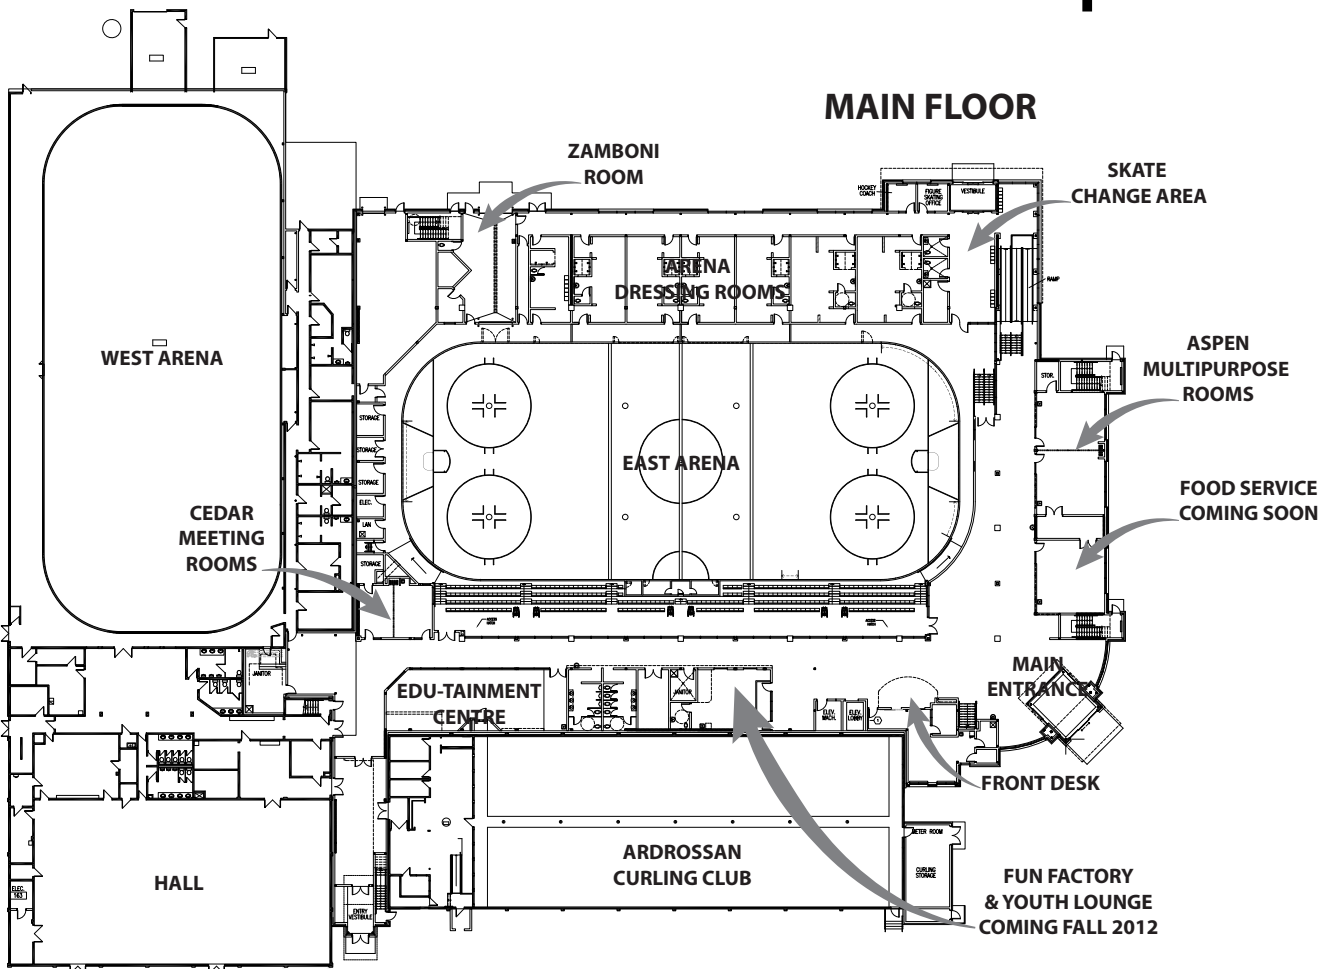 MAIN FLOOR
ZAMBONI
ROOM
SKATE
CHANGE AREA
HOCKEY
COACH
FIGURE
SKATING
OFFICE
VESTIBULE
RAMP
ARENA
DRESSING ROOMS
WEST ARENA
ASPEN
MULTIPURPOSE
ROOMS
STOR.
STORAGE
STORAGE
STORAGE
ELEC.
LAN
STORAGE
EAST ARENA
FOOD SERVICE
COMING SOON
CEDAR
MEETING
ROOMS
MAIN
ENTRANCE
JANITOR
EDU-TAINMENT
CENTRE
JANITOR
ELEV.
MACH.
ELEV.
LOBBY
FRONT DESK
METER ROOM
CURLING
STORAGE
ARDROSSAN
CURLING CLUB
HALL
ELEC.
163
ENTRY
VESTIBULE
FUN FACTORY
& YOUTH LOUNGE
COMING FALL 2012